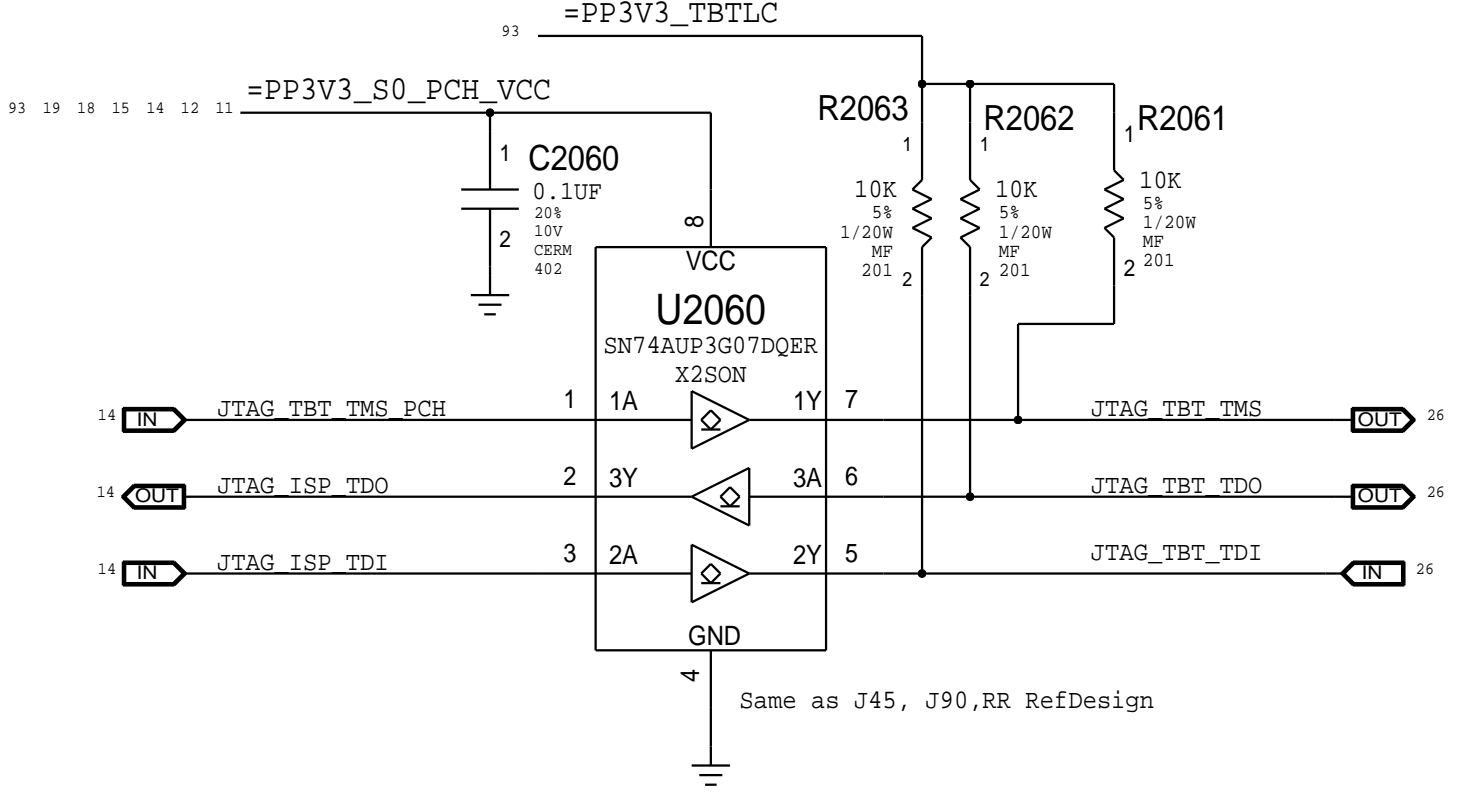 =PP3V3_TBTLC
93
=PP3V3_S0_PCH_VCC
93 19 18 15 14 12 11
R2063
R2062
R2061
1
1
1
1
C2060
0.1UF
20%
10V
CERM
402
2
10K
5%
1/20W
MF
201
2
10K
5%
1/20W
MF
201
2
10K
5%
1/20W
MF
201
2
8
VCC
U2060
SN74AUP3G07DQER
X2SON
14 IN JTAG_TBT_TMS_PCH 1 1A 1Y 7 JTAG_TBT_TMS OUT 26
14 OUT JTAG_ISP_TDO 2 3Y 3A 6 JTAG_TBT_TDO OUT 26
14 IN JTAG_ISP_TDI 3 2A 2Y 5 JTAG_TBT_TDI IN 26
GND
4
Same as J45, J90,RR RefDesign